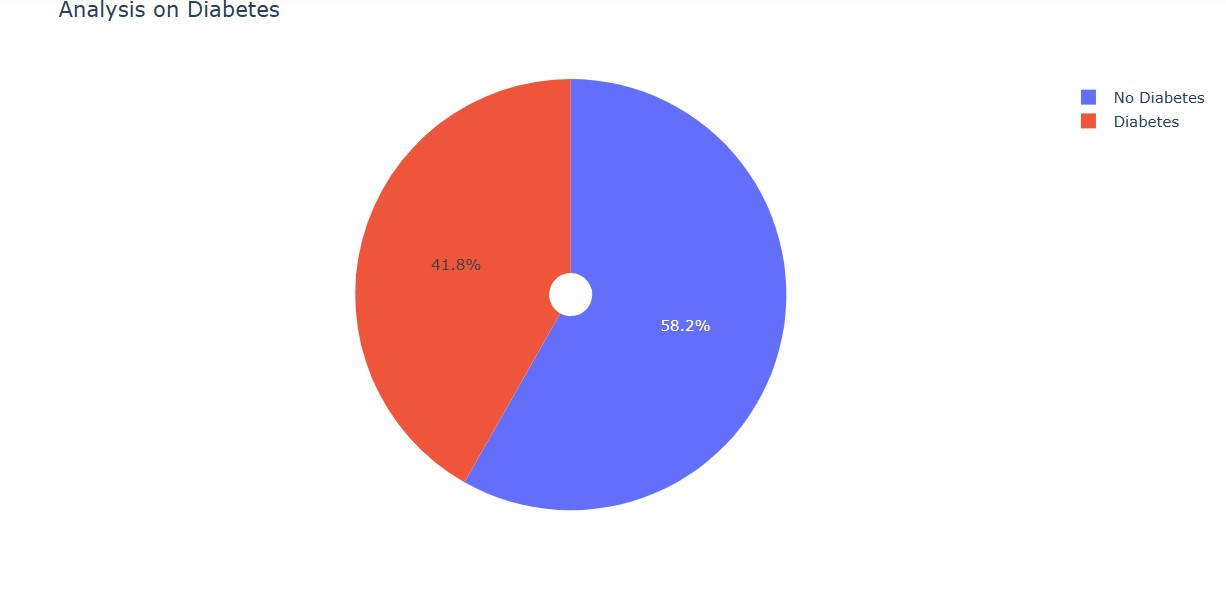 Analysis on Diabetes
No Diabetes
Diabetes
41.8%
58.2%